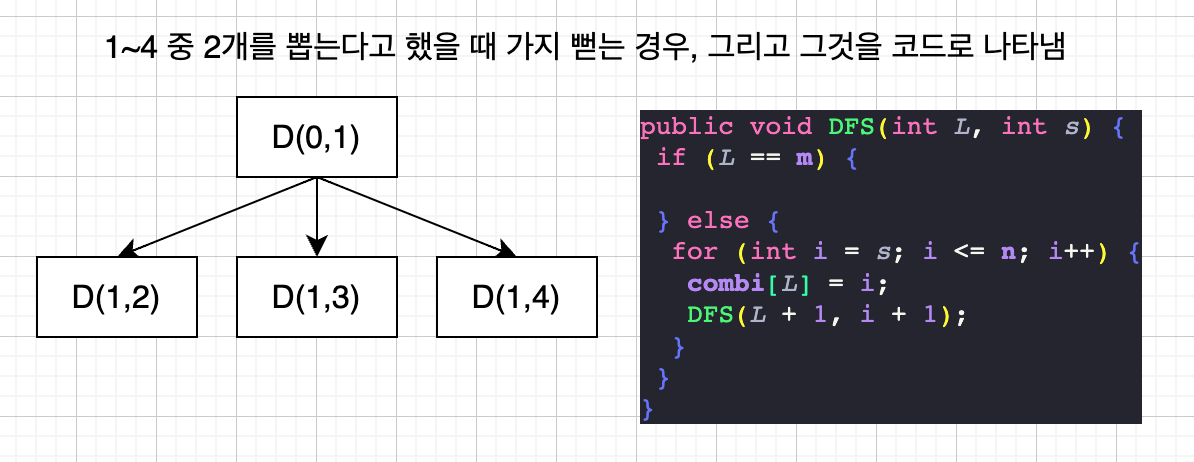 1~4 중 2개를 뽑는다고 했을 때 가지 뻗는 경우, 그리고 그것을 코드로 나타냄
D(0,1)
D(1,2)
D(1,3)
D(1,4)
public void DFS(int L, int s) {
if (L == m) {
} else {
for (int i = s; i <= n; i++) {
combi[L] = i;
DFS(L + 1, i + 1);
}
}
}